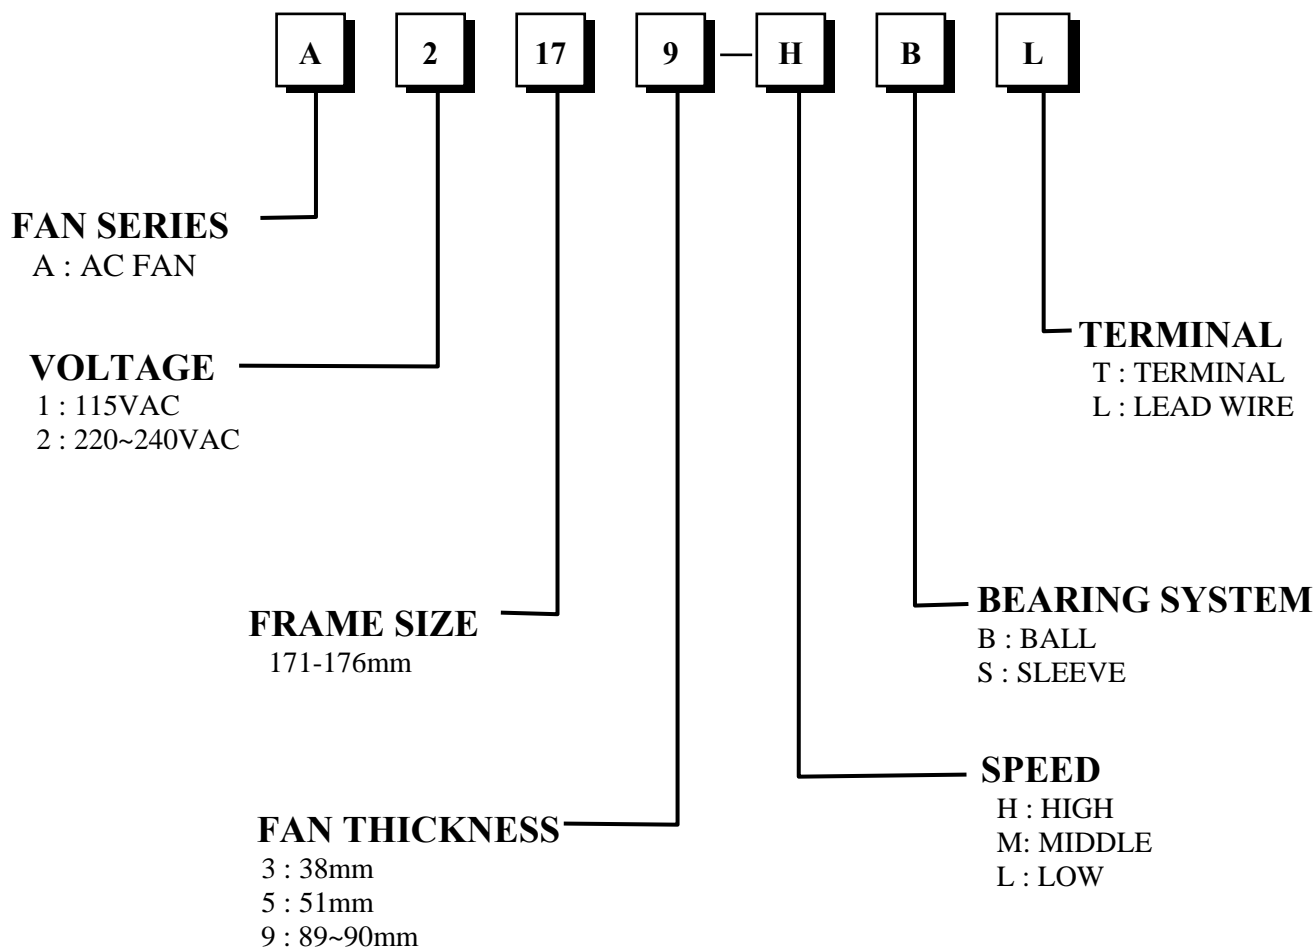 A 2 17 9 — H B L
FAN SERIES
A : AC FAN
VOLTAGE
1 : 115VAC
2 : 220~240VAC
TERMINAL
T : TERMINAL
L : LEAD WIRE
FRAME SIZE
171-176mm
BEARING SYSTEM
B : BALL
S : SLEEVE
SPEED
H : HIGH
M: MIDDLE
L : LOW
FAN THICKNESS
3 : 38mm
5 : 51mm
9 : 89~90mm